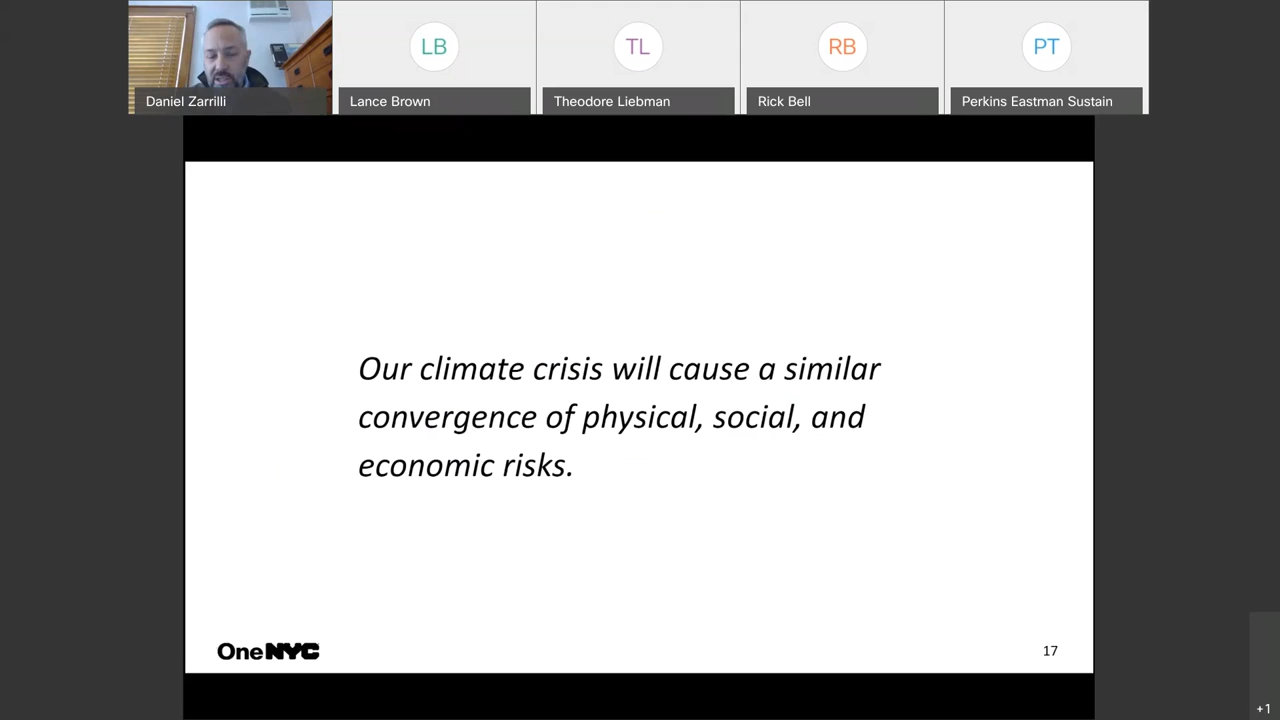 LB
TL
RB
PT
Daniel Zarrilli
Lance Brown
Theodore Liebman
Rick Bell
Perkins Eastman Sustain
Our climate crisis will cause a similar
convergence of physical, social, and
economic risks.
OneNYC
17
+1